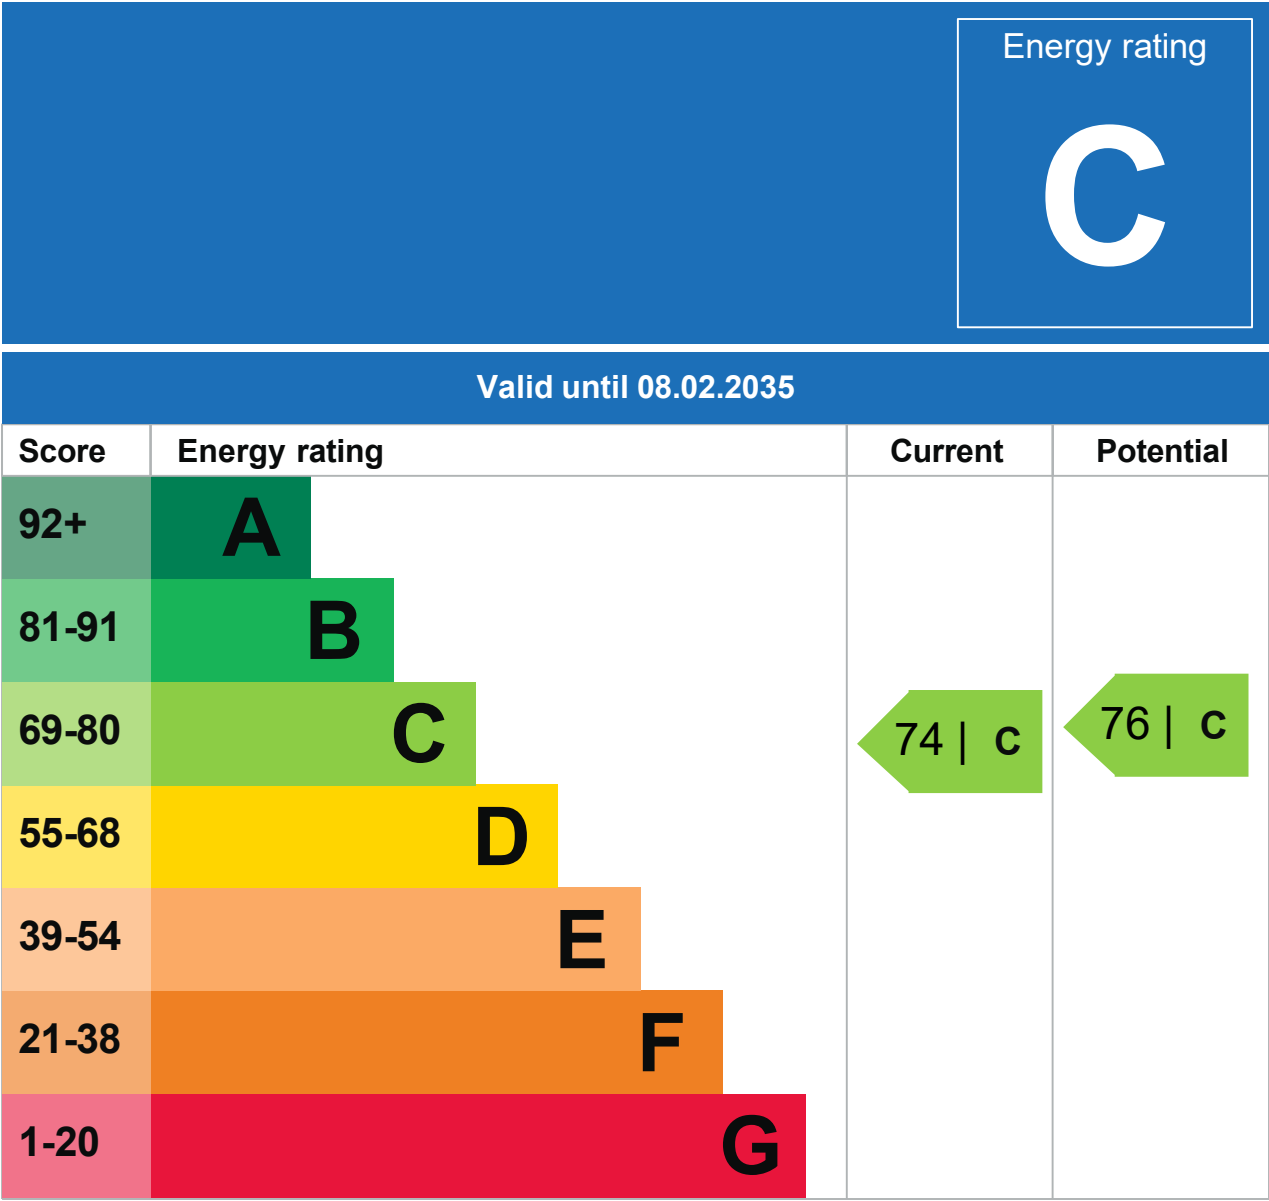 Energy rating
C
Valid until 08.02.2035
Score Energy rating Current Potential
92+ A
81-91 B
69-80 C 74 | C 76 | C
55-68 D
39-54 E
21-38 F
1-20 G